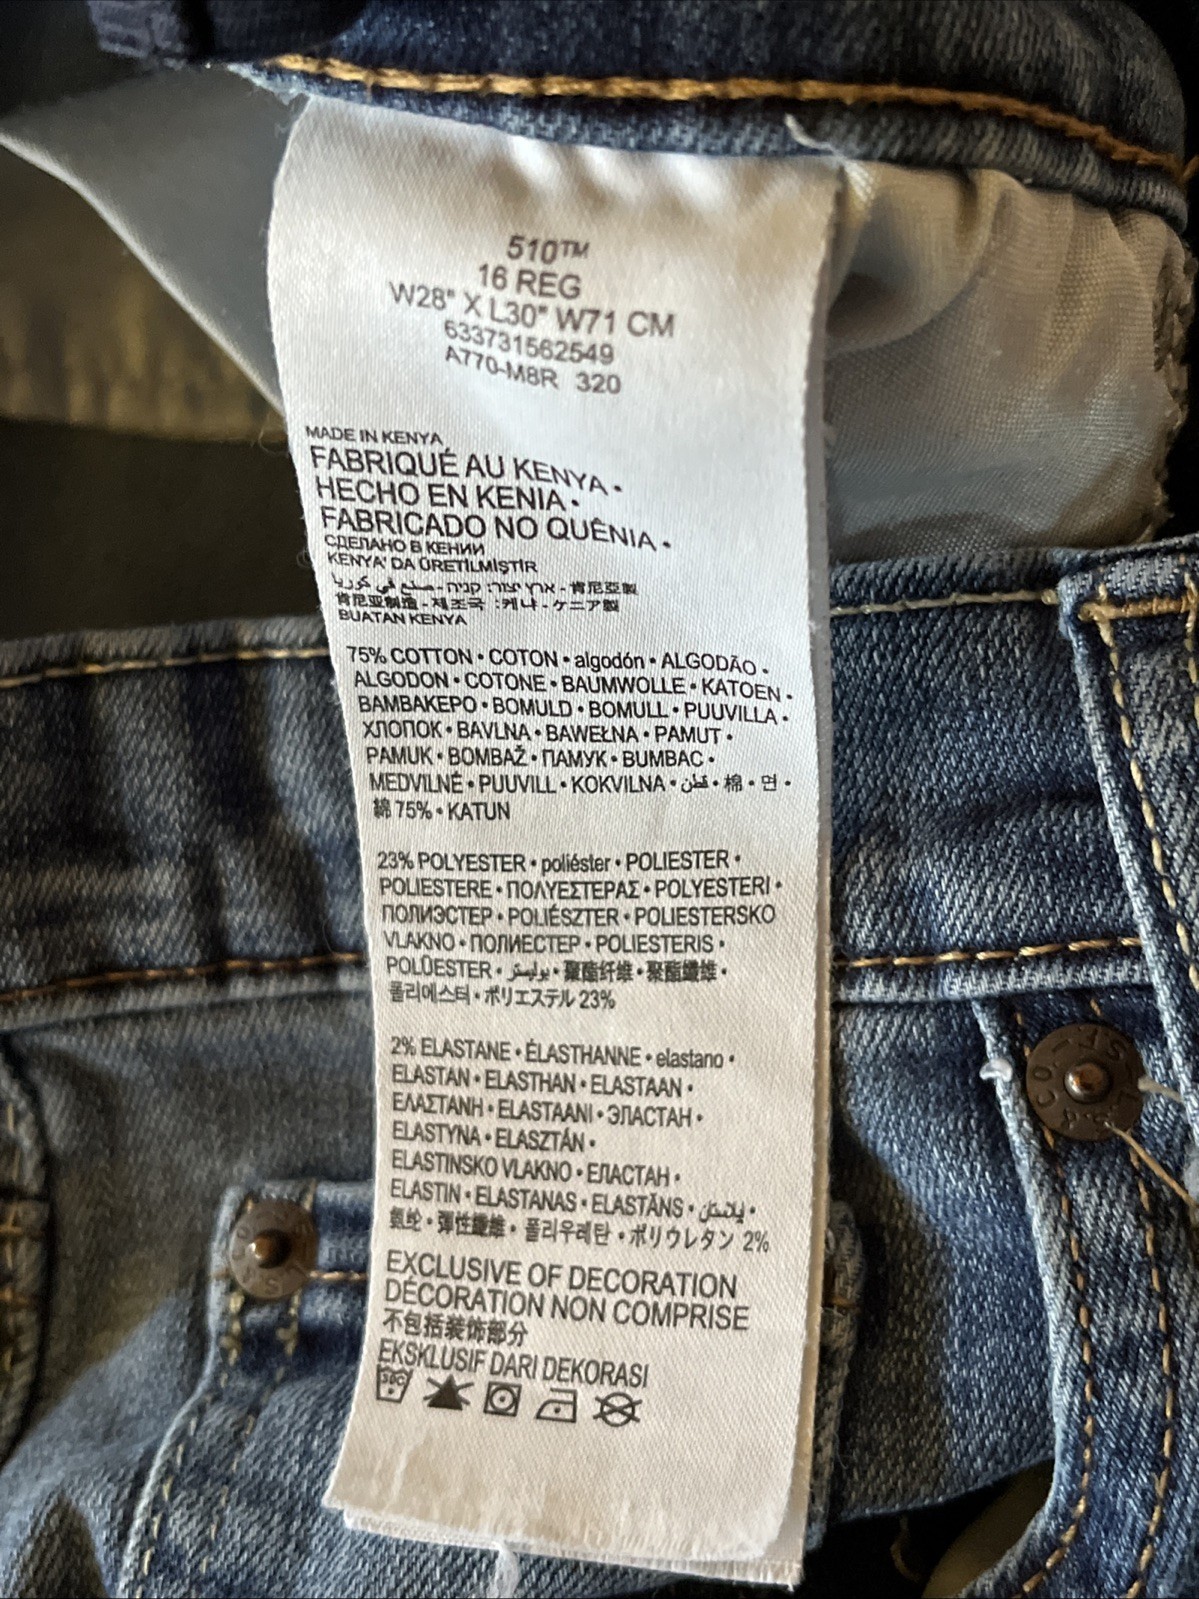 510™
16 REG
W28" X L30" W71 CM
633731562549
A770-M8R 320
MADE IN KENYA
FABRIQUÉ AU KENYA •
HECHO EN KENIA •
FABRICADO NO QUÊNIA •
СДЕЛАНО В КЕНИИ
KENYA' DA ÜRETİLMİŞTİR
صنع في كوريا - ארץ יצור: קניה - 肯尼亞製
肯尼亚制造 - 제조국 :케냐 - ケニア製
BUATAN KENYA
75% COTTON • COTON • algodón • ALGODÃO •
ALGODON • COTONE • BAUMWOLLE • KATOEN •
ΒΑΜΒΑΚΕΡΟ • BOMULD • BOMULL • PUUVILLA •
ХЛОПОК • BAVLNA • BAWEŁNA • PAMUT •
PAMUK • BOMBAŽ • ПАМУК • BUMBAC •
MEDVILNĖ • PUUVILL • KOKVILNA • قطن • 棉 • 면 •
綿 75% • KATUN
23% POLYESTER • poliéster • POLIESTER •
POLIESTERE • ΠΟΛΥΕΣΤΕΡΑΣ • POLYESTERI •
ПОЛИЭСТЕР • POLIÉSZTER • POLIESTERSKO
VLAKNO • ПОЛИЕСТЕР • POLIESTERIS •
POLÜESTER • بوليستر • 聚酯纤维 • 聚酯纖維 •
폴리에스터 • ポリエステル 23%
2% ELASTANE • ÉLASTHANNE • elastano •
ELASTAN • ELASTHAN • ELASTAAN •
ΕΛΑΣΤΑΝΗ • ELASTAANI • ЭЛАСТАН •
ELASTYNA • ELASZTÁN •
ELASTINSKO VLAKNO • ЕЛАСТАН •
ELASTIN • ELASTANAS • ELASTĀNS • يلاستان •
氨纶 • 彈性纖維 • 폴리우레탄 • ポリウレタン 2%
EXCLUSIVE OF DECORATION
DÉCORATION NON COMPRISE
不包括装饰部分
EKSKLUSIF DARI DEKORASI
30C